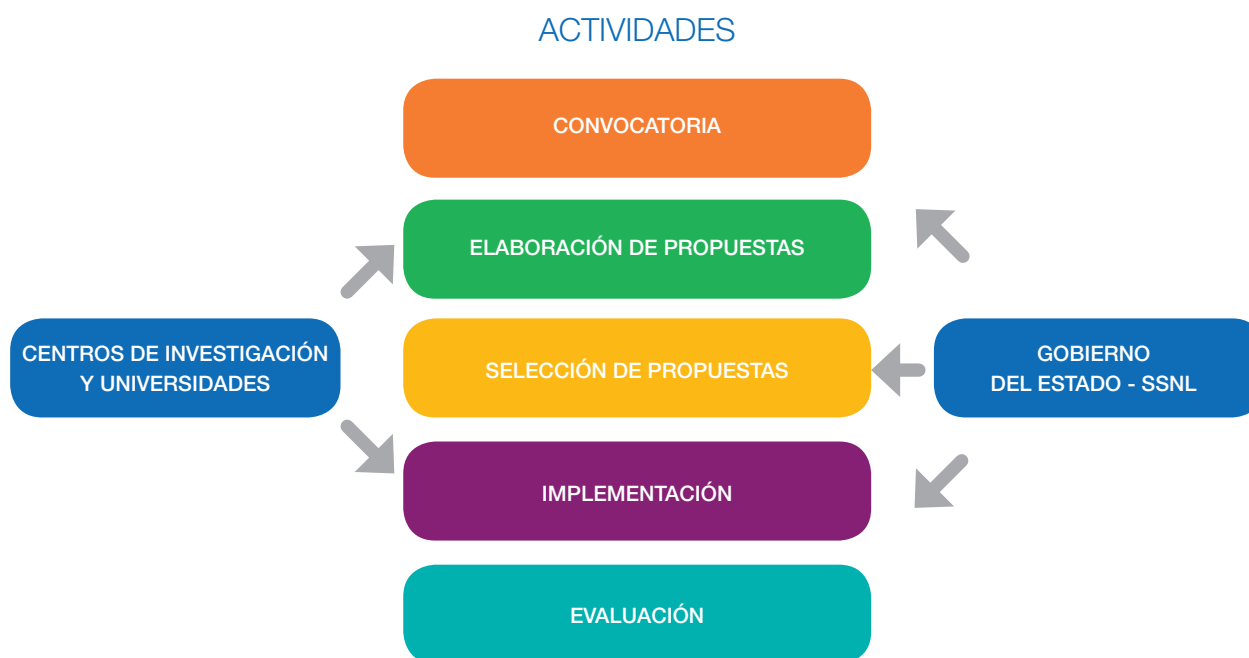 ACTIVIDADES
CONVOCATORIA
ELABORACIÓN DE PROPUESTAS
CENTROS DE INVESTIGACIÓN
Y UNIVERSIDADES
SELECCIÓN DE PROPUESTAS
GOBIERNO
DEL ESTADO - SSNL
IMPLEMENTACIÓN
EVALUACIÓN